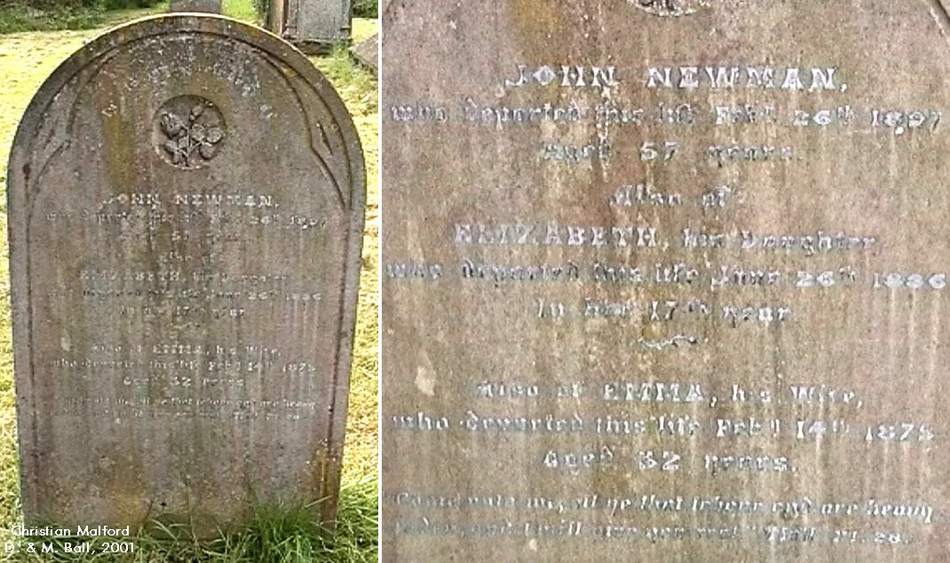 JOHN NEWMAN,
who departed this life Feby 26th 1897
Aged 57 years.
Also of
ELIZABETH, his Daughter
who departed this life June 26th 1886
In her 17th year.
Also of EMMA, his Wife,
who departed this life Feby 14th 1875
Aged 32 years.
Come unto me, all ye that labour and are heavy
laden and I will give you rest." Matt. XI. 28.
Christian Malford
D. & M. Ball, 2001